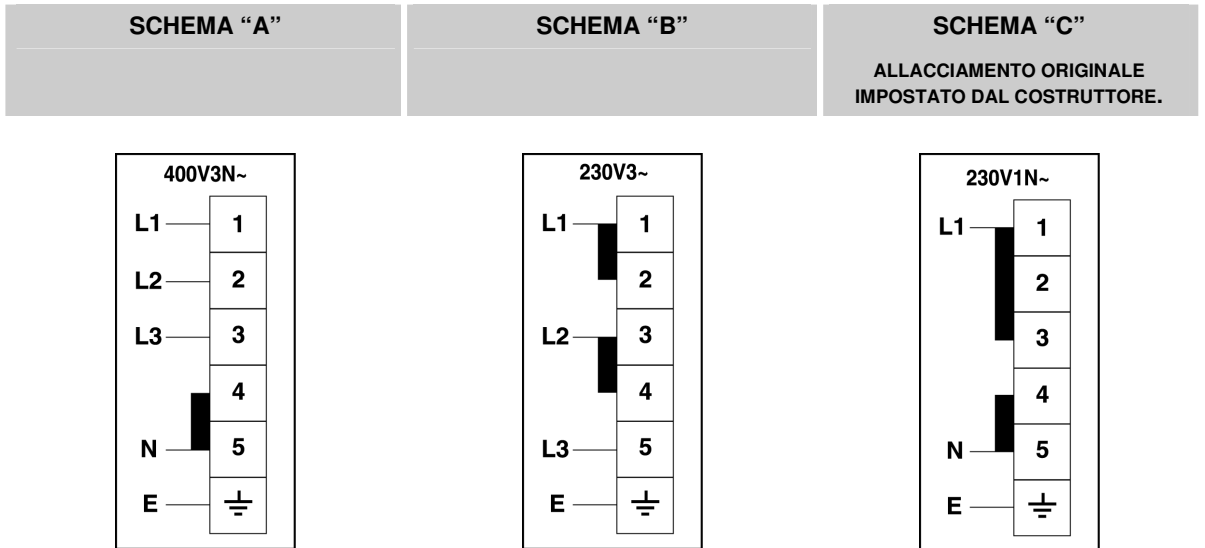 SCHEMA “A”
SCHEMA “B”
SCHEMA “C”
ALLACCIAMENTO ORIGINALE
IMPOSTATO DAL COSTRUTTORE.
400V3N~
L1 1
L2 2
L3 3
4
N 5
E
230V3~
L1 1
2
L2 3
4
L3 5
E
230V1N~
L1 1
2
3
4
N 5
E